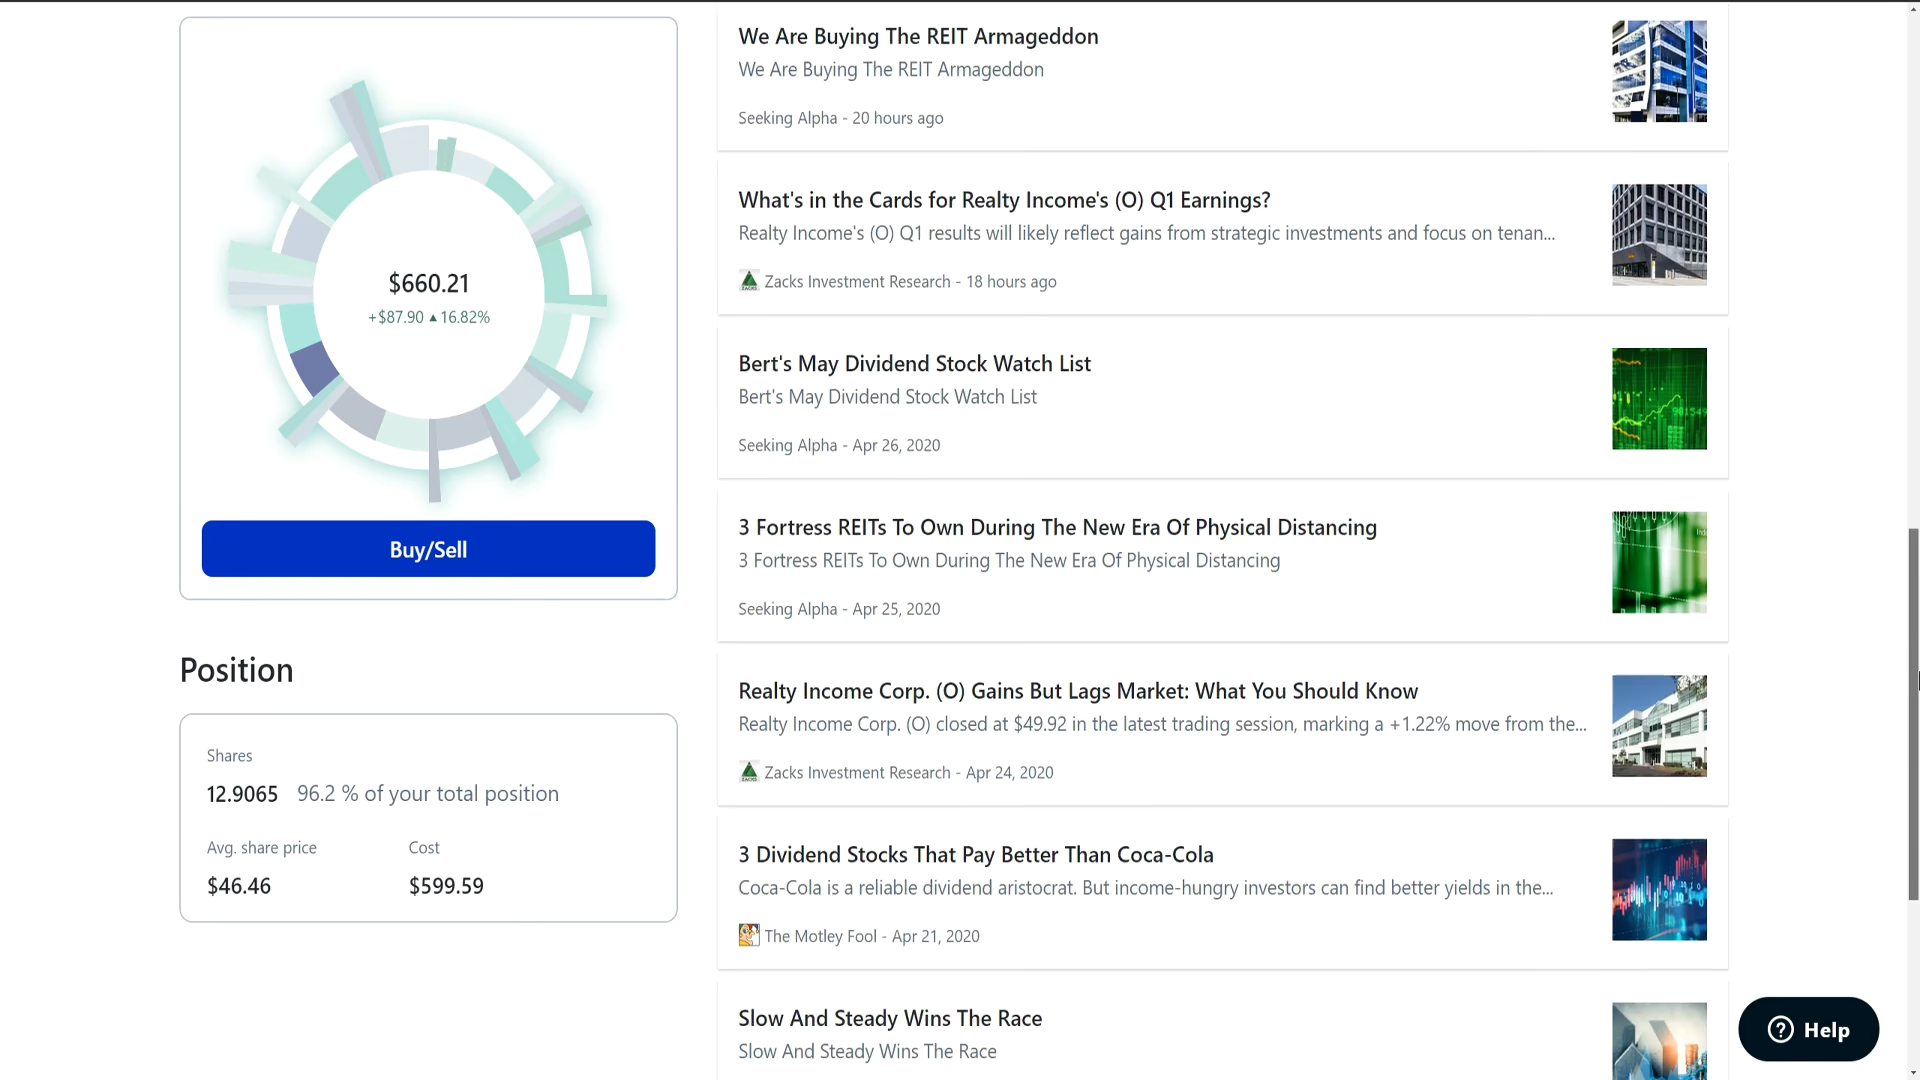 $660.21
+$87.90 ▲ 16.82%
Buy/Sell
Position
Shares
12.9065 96.2 % of your total position
Avg. share price Cost
$46.46 $599.59
We Are Buying The REIT Armageddon
We Are Buying The REIT Armageddon
Seeking Alpha - 20 hours ago
What's in the Cards for Realty Income's (O) Q1 Earnings?
Realty Income's (O) Q1 results will likely reflect gains from strategic investments and focus on tenan...
Zacks Investment Research - 18 hours ago
Bert's May Dividend Stock Watch List
Bert's May Dividend Stock Watch List
Seeking Alpha - Apr 26, 2020
3 Fortress REITs To Own During The New Era Of Physical Distancing
3 Fortress REITs To Own During The New Era Of Physical Distancing
Seeking Alpha - Apr 25, 2020
Realty Income Corp. (O) Gains But Lags Market: What You Should Know
Realty Income Corp. (O) closed at $49.92 in the latest trading session, marking a +1.22% move from the...
Zacks Investment Research - Apr 24, 2020
3 Dividend Stocks That Pay Better Than Coca-Cola
Coca-Cola is a reliable dividend aristocrat. But income-hungry investors can find better yields in the...
The Motley Fool - Apr 21, 2020
Slow And Steady Wins The Race
Slow And Steady Wins The Race
Help